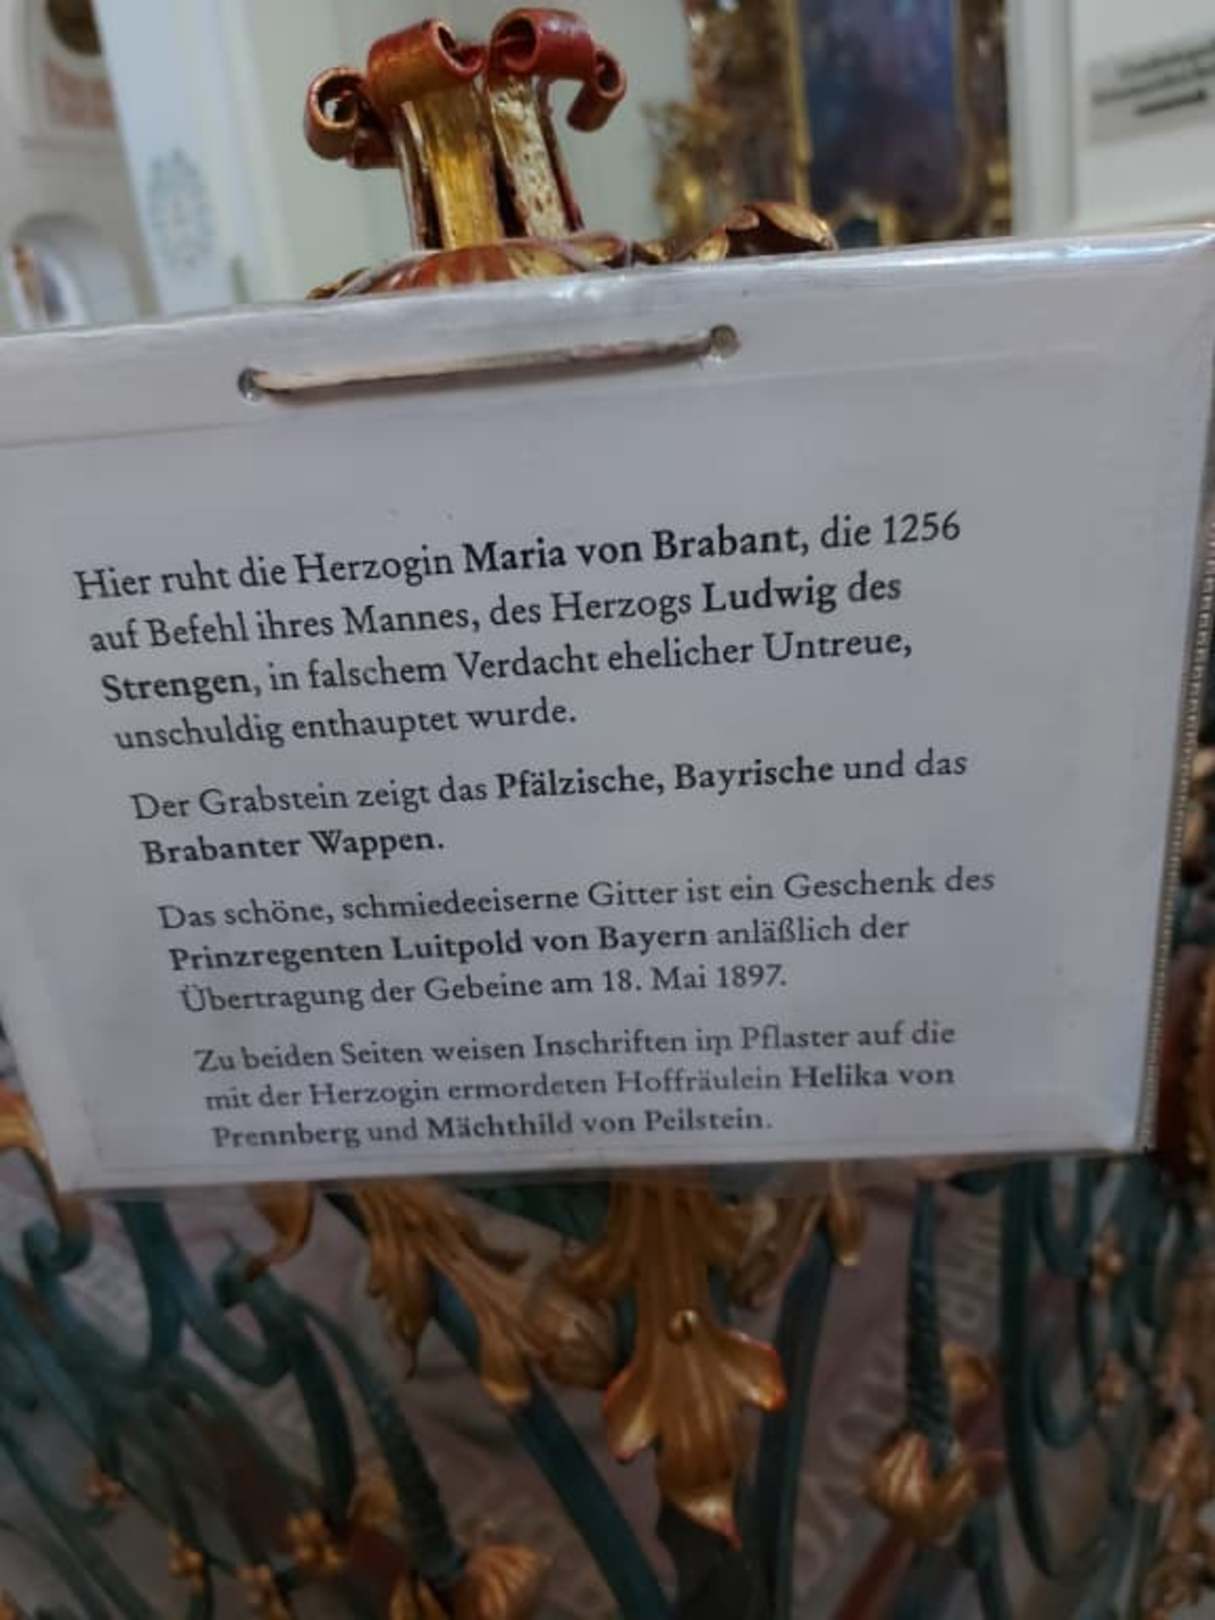 Hier ruht die Herzogin Maria von Brabant, die 1256
auf Befehl ihres Mannes, des Herzogs Ludwig des
Strengen, in falschem Verdacht ehelicher Untreue,
unschuldig enthauptet wurde.
Der Grabstein zeigt das Pfälzische, Bayrische und das
Brabanter Wappen.
Das schöne, schmiedeeiserne Gitter ist ein Geschenk des
Prinzregenten Luitpold von Bayern anläßlich der
Übertragung der Gebeine am 18. Mai 1897.
Zu beiden Seiten weisen Inschriften im Pflaster auf die
mit der Herzogin ermordeten Hoffräulein Helika von
Prennberg und Mächthild von Peilstein.